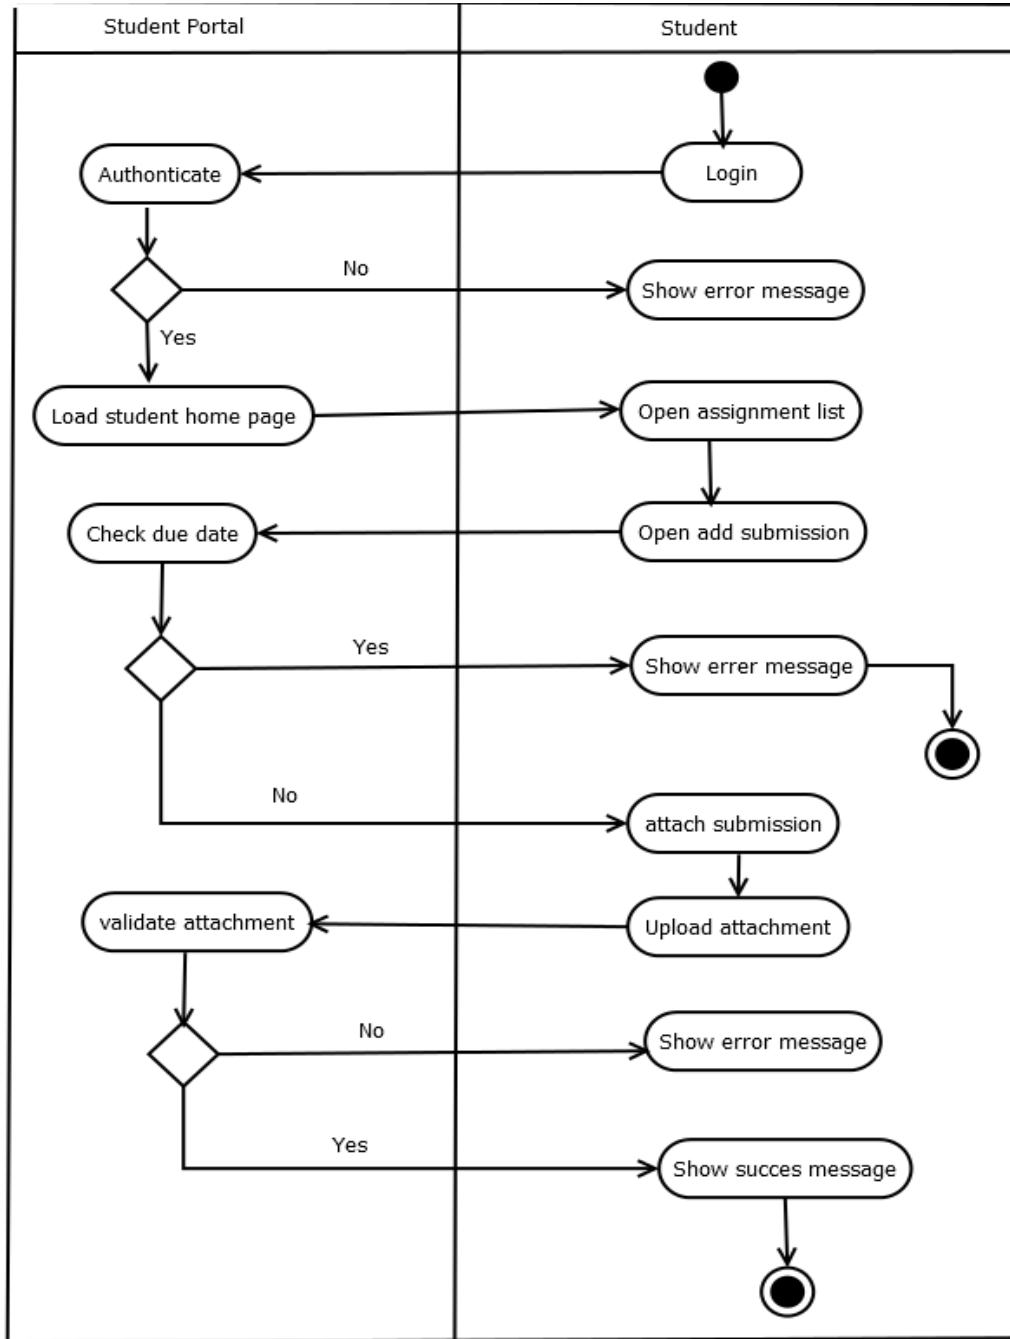 Student Portal
Student
Login
Authonticate
No
Show error message
Yes
Load student home page
Open assignment list
Open add submission
Check due date
Yes
Show errer message
No
attach submission
Upload attachment
validate attachment
No
Show error message
Yes
Show succes message